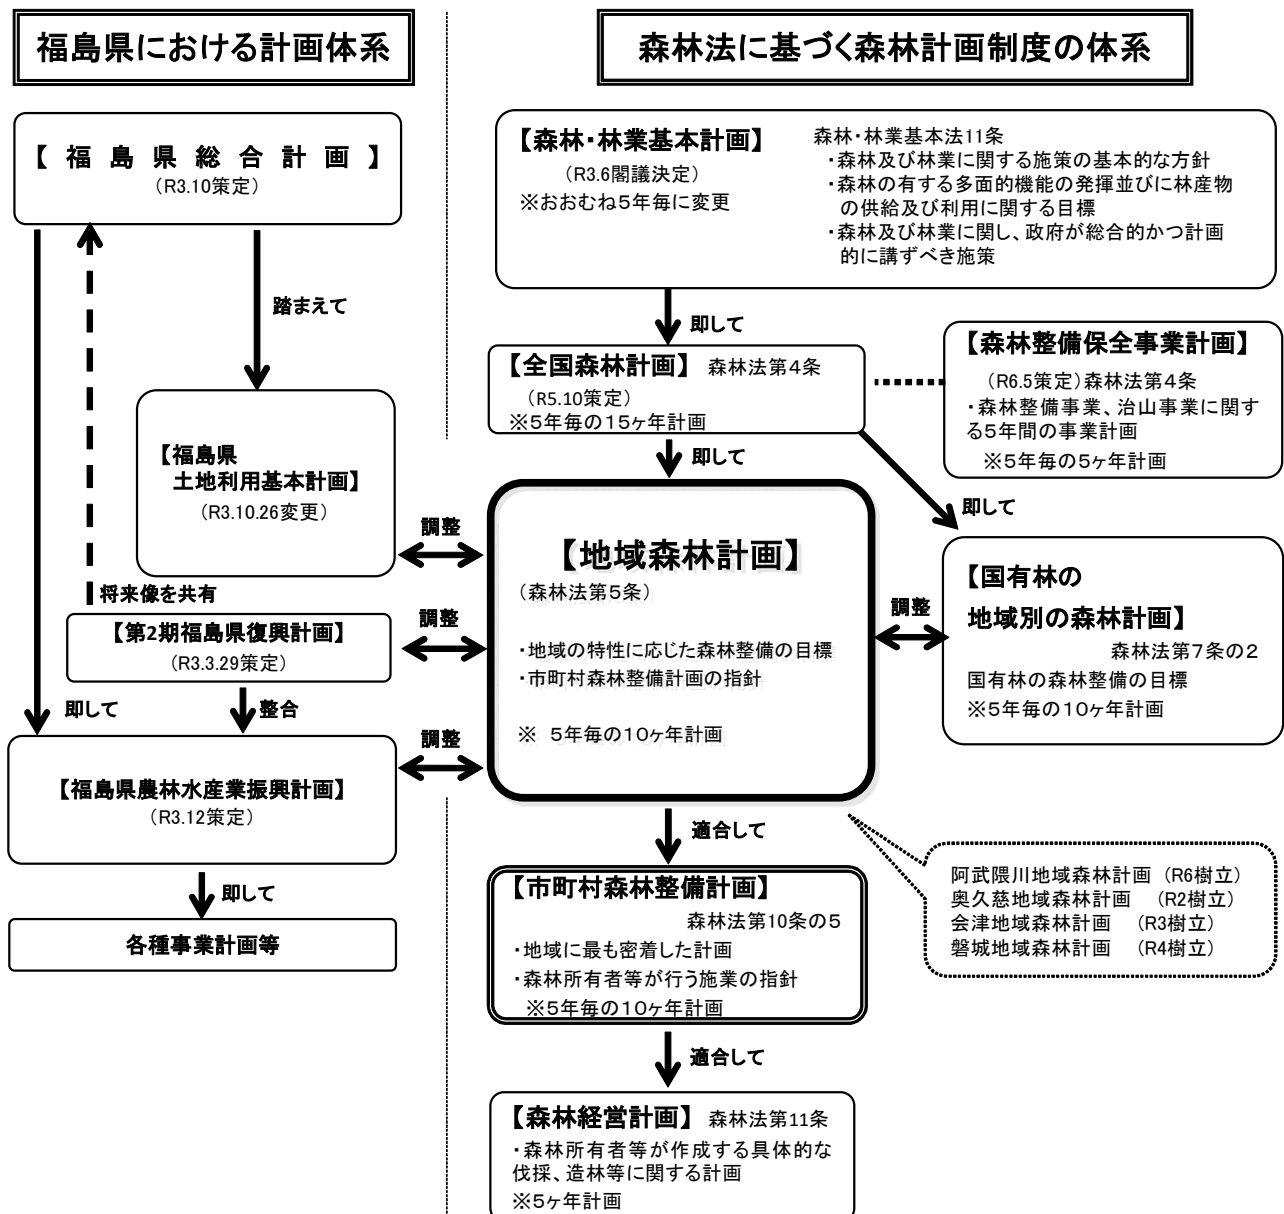 福島県における計画体系
【 福 島 県 総 合 計 画 】
(R3.10策定)
踏まえて
【福島県
土地利用基本計画】
(R3.10.26変更)
調整
将来像を共有
【第2期福島県復興計画】
(R3.3.29策定)
調整
即して
整合
【福島県農林水産業振興計画】
(R3.12策定)
調整
即して
各種事業計画等
森林法に基づく森林計画制度の体系
【森林・林業基本計画】
(R3.6閣議決定)
※おおむね5年毎に変更
森林・林業基本法11条
・森林及び林業に関する施策の基本的な方針
・森林の有する多面的機能の発揮並びに林産物
の供給及び利用に関する目標
・森林及び林業に関し、政府が総合的かつ計画
的に講ずべき施策
即して
【全国森林計画】 森林法第4条
(R5.10策定)
※5年毎の15ヶ年計画
【森林整備保全事業計画】
(R6.5策定)森林法第4条
・森林整備事業、治山事業に関す
る5年間の事業計画
※5年毎の5ヶ年計画
即して
即して
【地域森林計画】
(森林法第5条)
・地域の特性に応じた森林整備の目標
・市町村森林整備計画の指針
※ 5年毎の10ヶ年計画
調整
【国有林の
地域別の森林計画】
森林法第7条の2
国有林の森林整備の目標
※5年毎の10ヶ年計画
適合して
阿武隈川地域森林計画 (R6樹立)
奥久慈地域森林計画 (R2樹立)
会津地域森林計画 (R3樹立)
磐城地域森林計画 (R4樹立)
【市町村森林整備計画】
森林法第10条の5
・地域に最も密着した計画
・森林所有者等が行う施業の指針
※5年毎の10ヶ年計画
適合して
【森林経営計画】 森林法第11条
・森林所有者等が作成する具体的な
伐採、造林等に関する計画
※5ヶ年計画